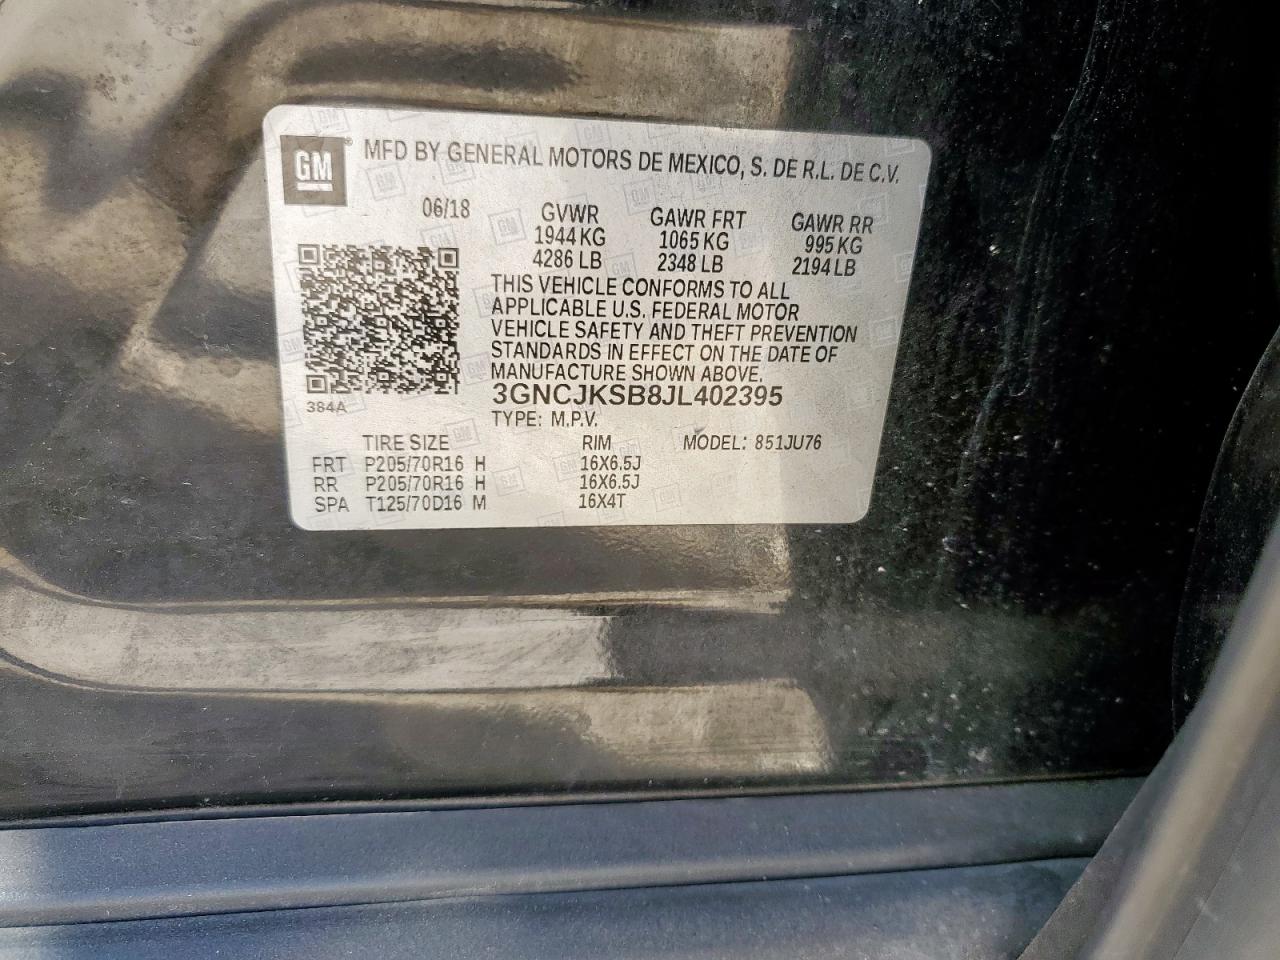 GM® MFD BY GENERAL MOTORS DE MEXICO, S. DE R.L. DE C.V.
06/18 GVWR GAWR FRT GAWR RR
1944 KG 1065 KG 995 KG
4286 LB 2348 LB 2194 LB
THIS VEHICLE CONFORMS TO ALL
APPLICABLE U.S. FEDERAL MOTOR
VEHICLE SAFETY AND THEFT PREVENTION
STANDARDS IN EFFECT ON THE DATE OF
MANUFACTURE SHOWN ABOVE.
3GNCJKSB8JL402395
384A
TYPE: M.P.V.
TIRE SIZE RIM MODEL: 851JU76
FRT P205/70R16 H 16X6.5J
RR P205/70R16 H 16X6.5J
SPA T125/70D16 M 16X4T